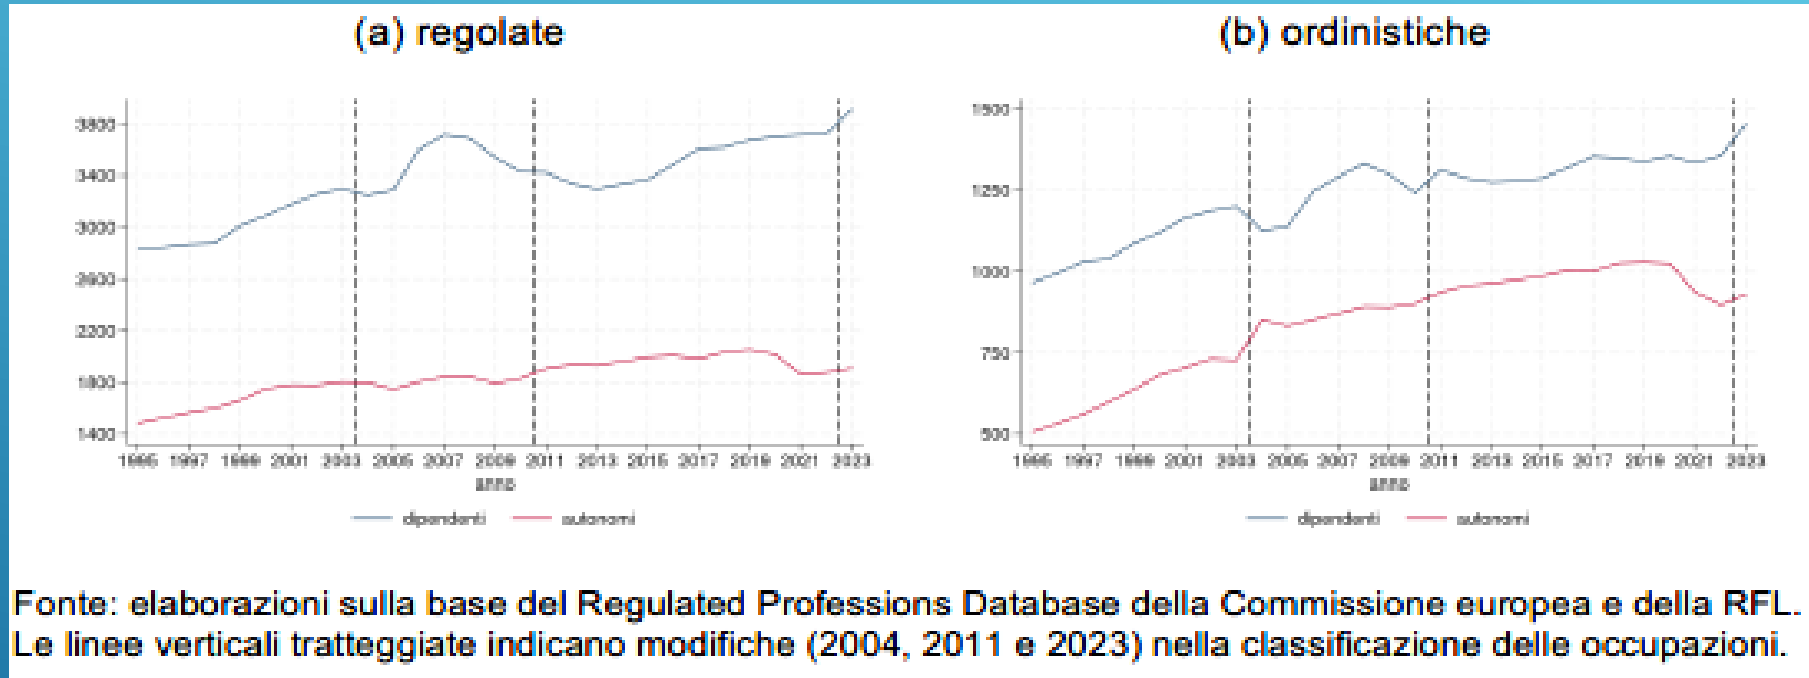 (a) regolate
(b) ordinistiche
3800
3400
3000
2600
2200
1800
1400
1995 1997 1999 2001 2003 2005 2007 2009 2011 2013 2015 2017 2019 2021 2023
anno
dipendenti autonomi
1500
1250
1000
750
500
1995 1997 1999 2001 2003 2005 2007 2009 2011 2013 2015 2017 2019 2021 2023
anno
dipendenti autonomi
Fonte: elaborazioni sulla base del Regulated Professions Database della Commissione europea e della RFL.
Le linee verticali tratteggiate indicano modifiche (2004, 2011 e 2023) nella classificazione delle occupazioni.